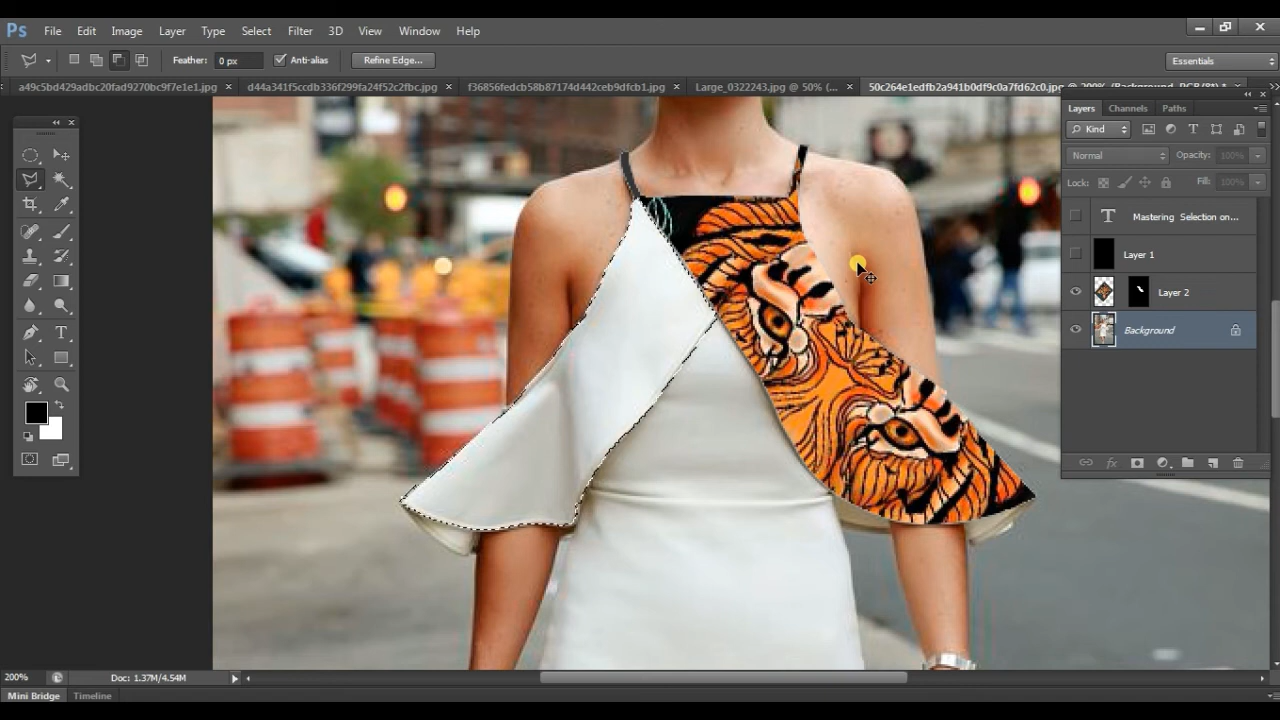 Ps File Edit Image Layer Type Select Filter 3D View Window Help
Feather: 0 px Anti-alias Refine Edge... Essentials
a49c5bd429adbc20fad9270bc9f7e1e1.jpg × d44a341f5ccdb336f299fa24f52c2fbc.jpg × f36856fedcb58b87174d442ceb9dfcb1.jpg × Large_0322243.jpg @ 50% (... × 50c264e1edfb2a941b0df9c0a7fd62c0.jpg @ 200% (Background, RGB/8#) * ×
Layers Channels Paths
Kind
Normal Opacity: 100%
Lock: Fill: 100%
T Mastering Selection on...
Layer 1
Layer 2
Background
fx
200% Doc: 1.37M/4.54M
Mini Bridge Timeline